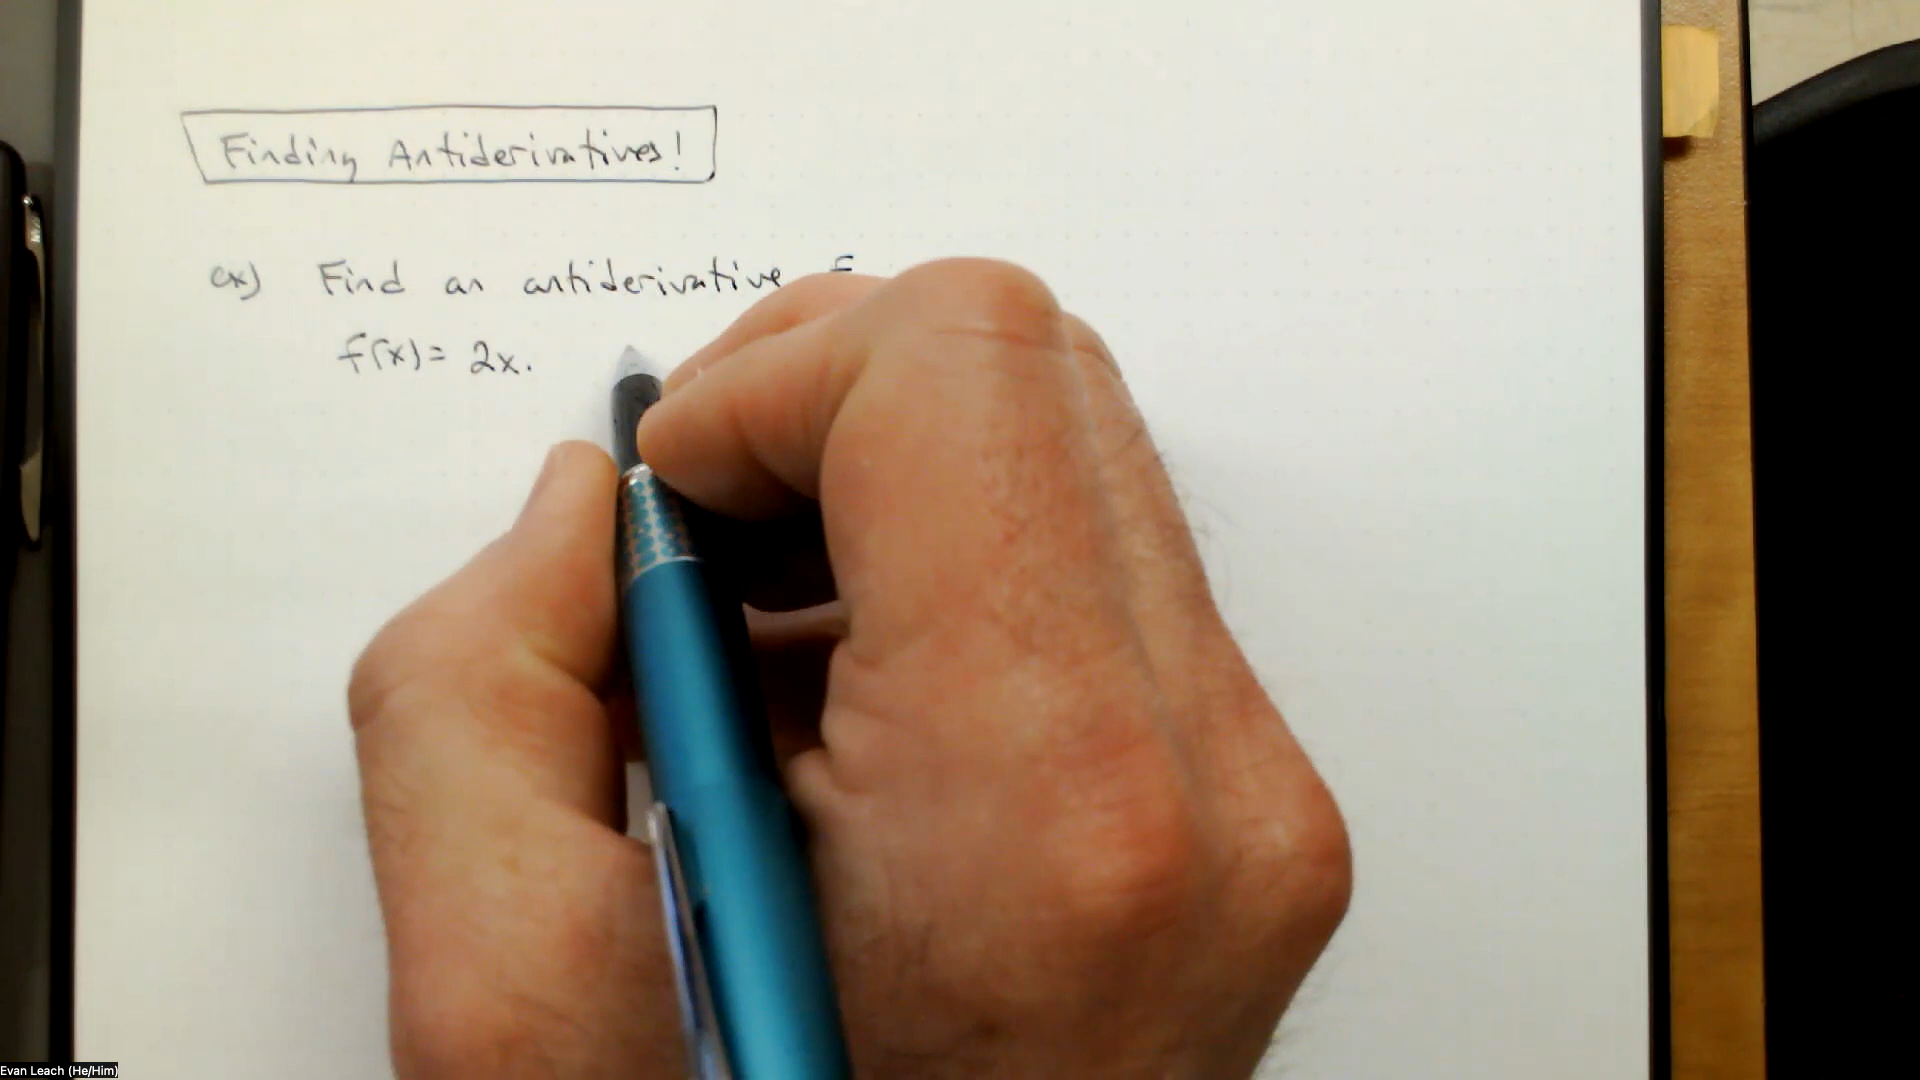 Finding Antiderivatives!
ex) Find an antiderivative F
f(x) = 2x.
Evan Leach (He/Him)